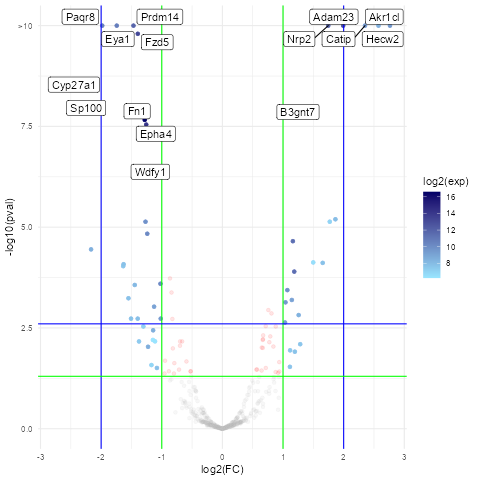 Paqr8
Prdm14
Adam23
Akr1cl
Eya1
Fzd5
Nrp2
Catip
Hecw2
Cyp27a1
Sp100
Fn1
B3gnt7
Epha4
Wdfy1
>10
7.5
5.0
2.5
0.0
-log10(pval)
-3
-2
-1
0
1
2
3
log2(FC)
log2(exp)
16
14
12
10
8